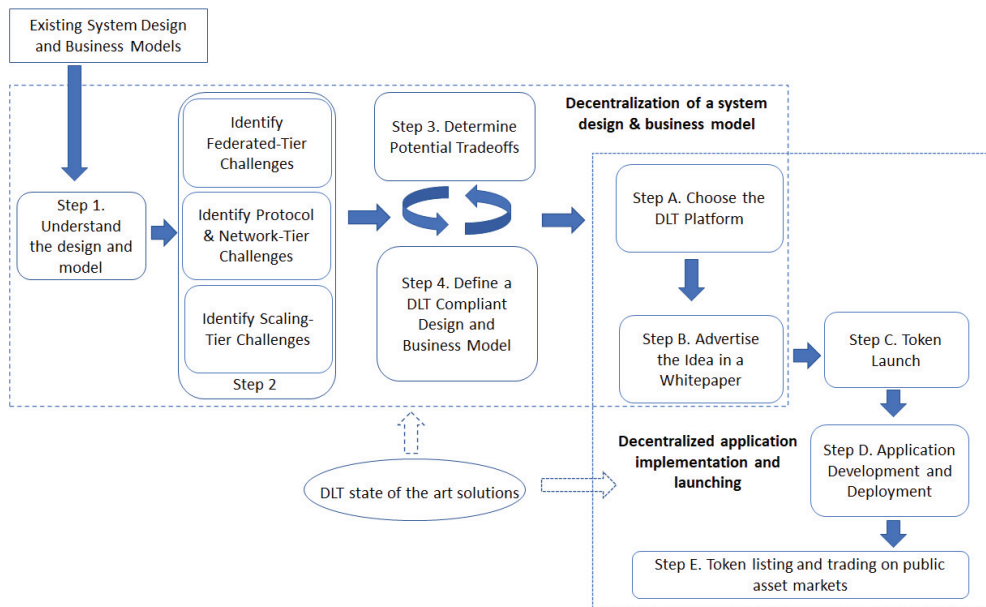 Existing System Design
and Business Models
Decentralization of a system
design & business model
Step 1.
Understand
the design and
model
Identify
Federated-Tier
Challenges
Identify Protocol
& Network-Tier
Challenges
Identify Scaling-
Tier Challenges
Step 2
Step 3. Determine
Potential Tradeoffs
Step 4. Define a
DLT Compliant
Design and
Business Model
Step A. Choose the
DLT Platform
Step B. Advertise
the Idea in a
Whitepaper
Step C. Token
Launch
Decentralized application
implementation and
launching
Step D. Application
Development and
Deployment
DLT state of the art solutions
Step E. Token listing and trading on public
asset markets